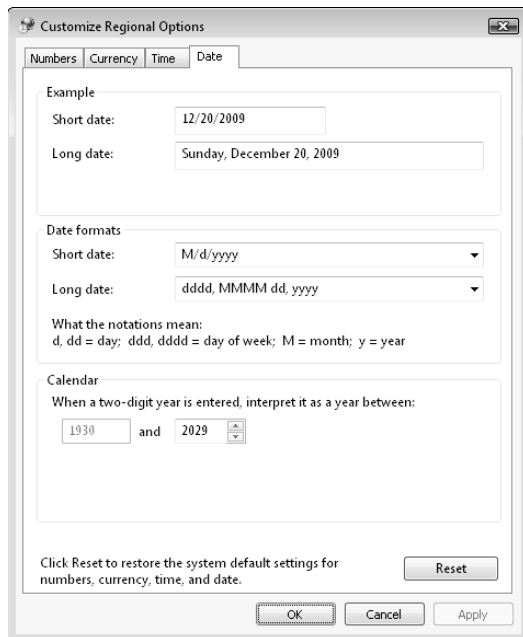 Customize Regional Options
Numbers Currency Time Date
Example
Short date: 12/20/2009
Long date: Sunday, December 20, 2009
Date formats
Short date: M/d/yyyy
Long date: dddd, MMMM dd, yyyy
What the notations mean:
d, dd = day; ddd, dddd = day of week; M = month; y = year
Calendar
When a two-digit year is entered, interpret it as a year between:
1930 and 2029
Click Reset to restore the system default settings for
numbers, currency, time, and date.
Reset
OK Cancel Apply